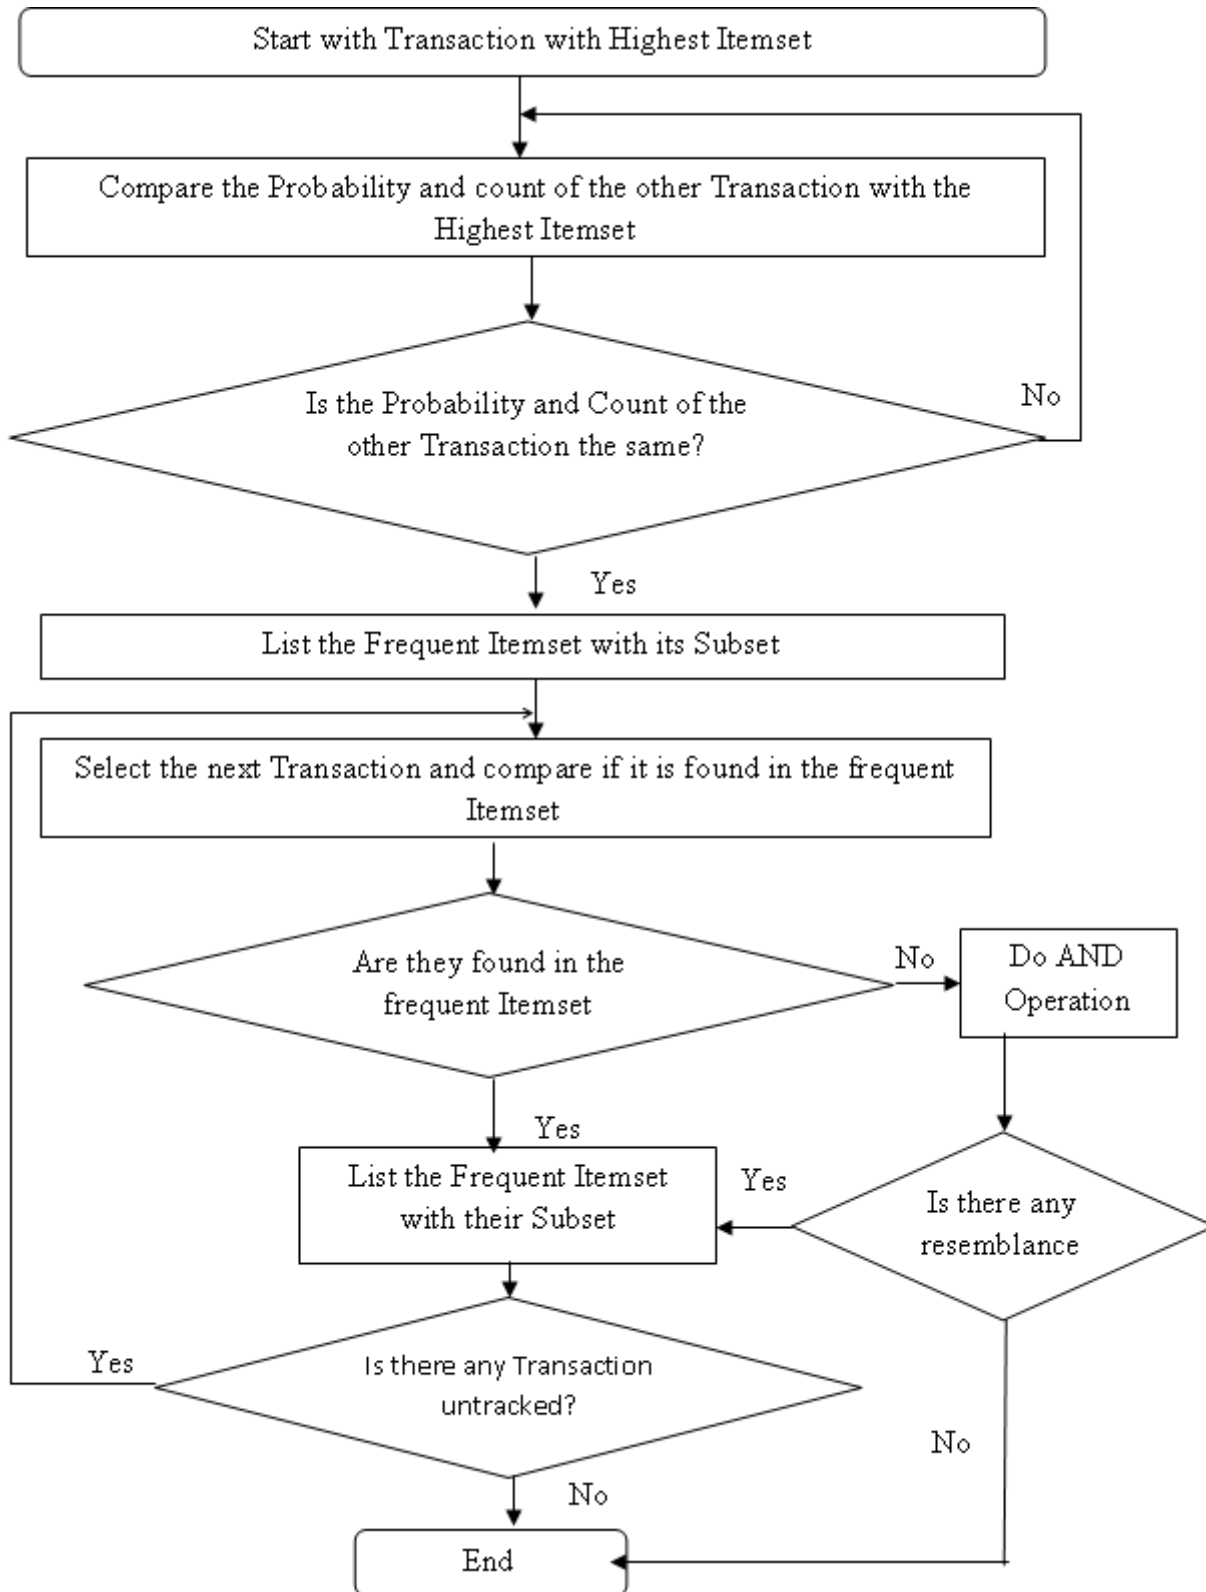 Start with Transaction with Highest Itemset
Compare the Probability and count of the other Transaction with the
Highest Itemset
Is the Probability and Count of the
other Transaction the same?
No
Yes
List the Frequent Itemset with its Subset
Select the next Transaction and compare if it is found in the frequent
Itemset
Are they found in the
frequent Itemset
No
Do AND
Operation
Yes
List the Frequent Itemset
with their Subset
Yes
Is there any
resemblance
Is there any Transaction
untracked?
Yes
No
No
End